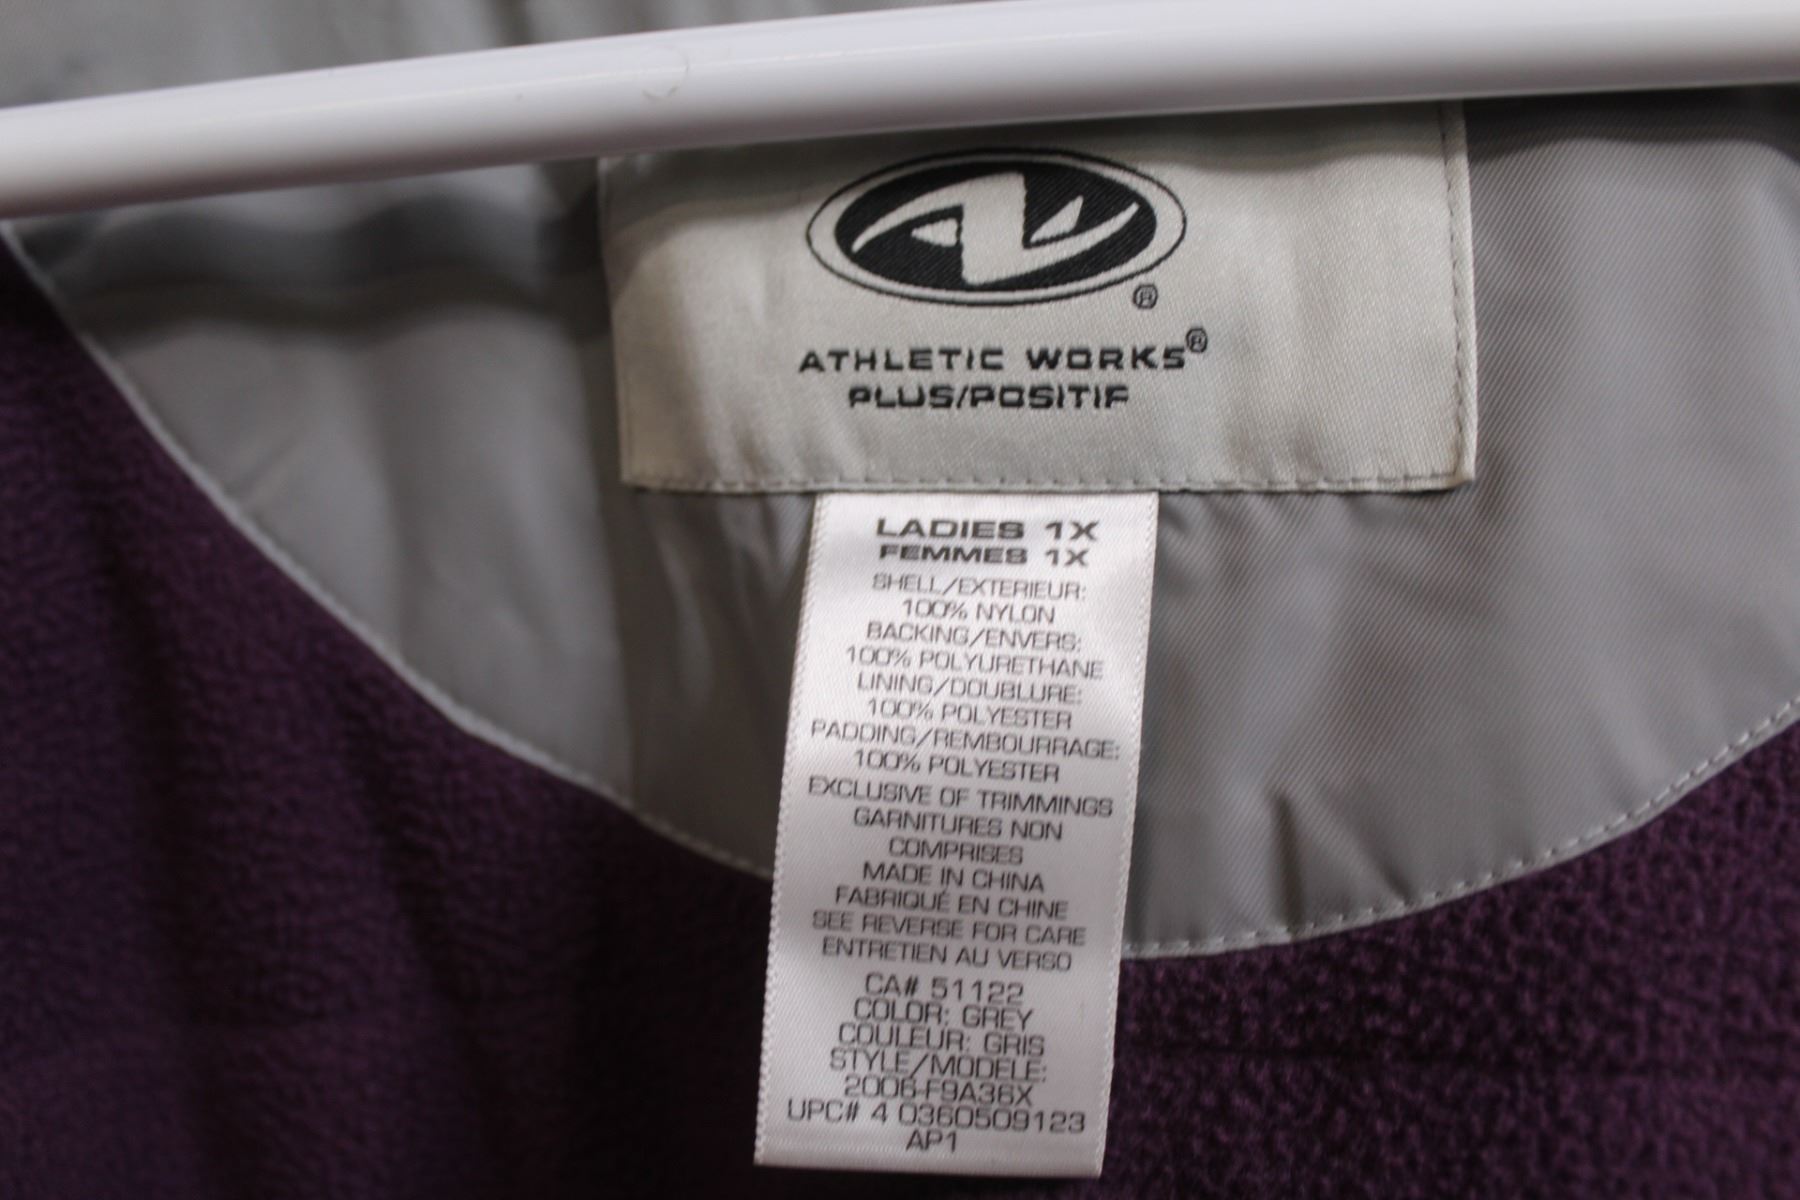 ATHLETIC WORKS®
PLUS/POSITIF
LADIES 1X
FEMMES 1X
SHELL/EXTERIEUR:
100% NYLON
BACKING/ENVERS:
100% POLYURETHANE
LINING/DOUBLURE:
100% POLYESTER
PADDING/REMBOURRAGE:
100% POLYESTER
EXCLUSIVE OF TRIMMINGS
GARNITURES NON
COMPRISES
MADE IN CHINA
FABRIQUÉ EN CHINE
SEE REVERSE FOR CARE
ENTRETIEN AU VERSO
CA# 51122
COLOR: GREY
COULEUR: GRIS
STYLE/MODÈLE:
2006-F9A36X
UPC# 4 0360509123
AP1